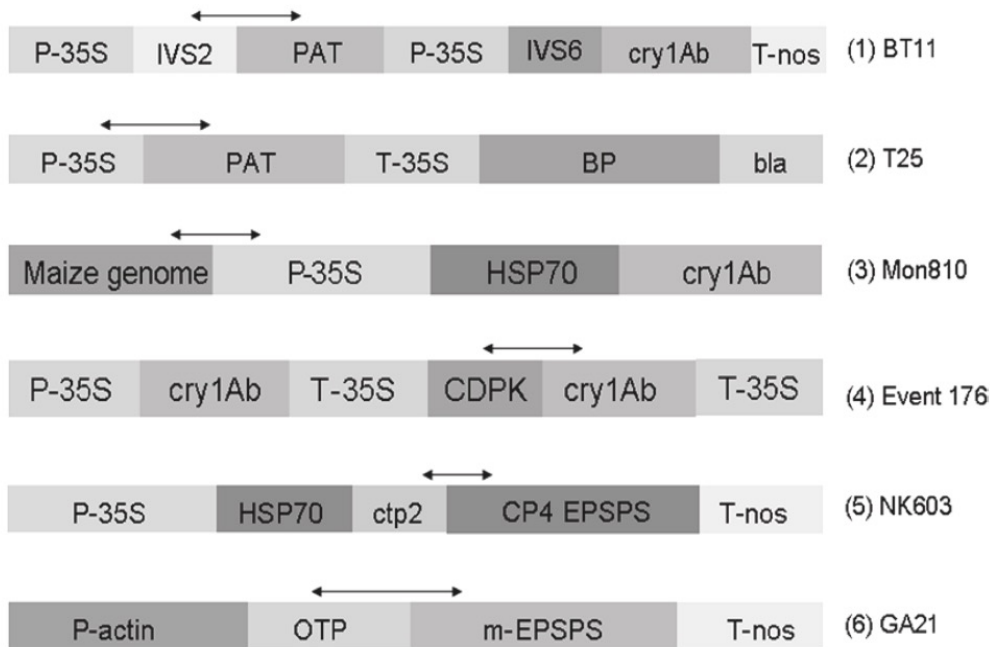 P-35S IVS2 PAT P-35S IVS6 cry1Ab T-nos (1) BT11
P-35S PAT T-35S BP bla (2) T25
Maize genome P-35S HSP70 cry1Ab (3) Mon810
P-35S cry1Ab T-35S CDPK cry1Ab T-35S (4) Event 176
P-35S HSP70 ctp2 CP4 EPSPS T-nos (5) NK603
P-actin OTP m-EPSPS T-nos (6) GA21